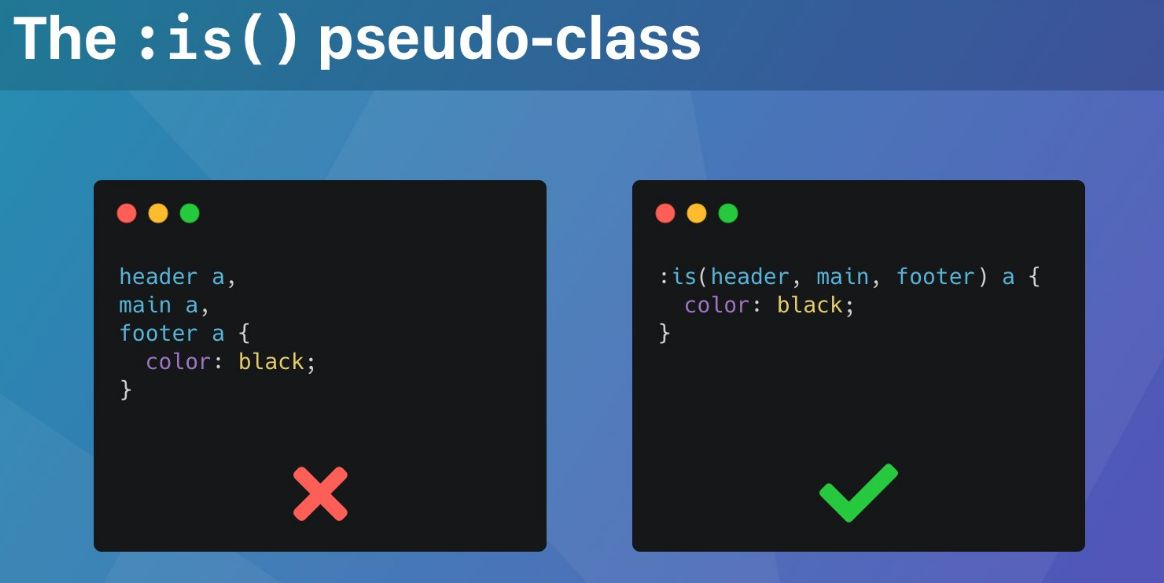 The :is() pseudo-class
header a,
main a,
footer a {
  color: black;
}
:is(header, main, footer) a {
  color: black;
}